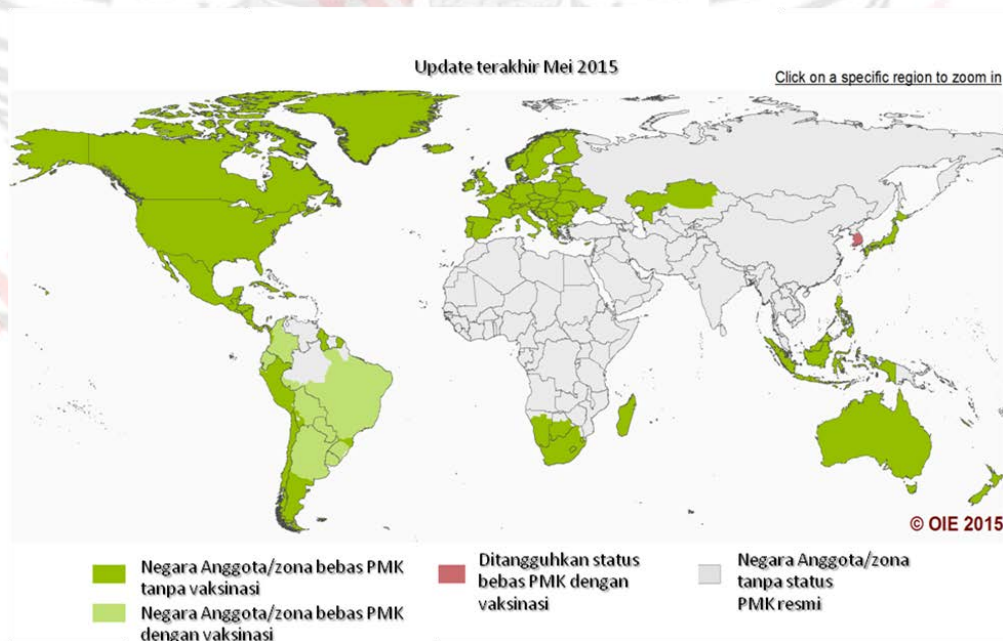 Update terakhir Mei 2015
Click on a specific region to zoom in
© OIE 2015
Negara Anggota/zona bebas PMK
tanpa vaksinasi
Negara Anggota/zona bebas PMK
dengan vaksinasi
Ditangguhkan status
bebas PMK dengan
vaksinasi
Negara Anggota/zona
tanpa status
PMK resmi